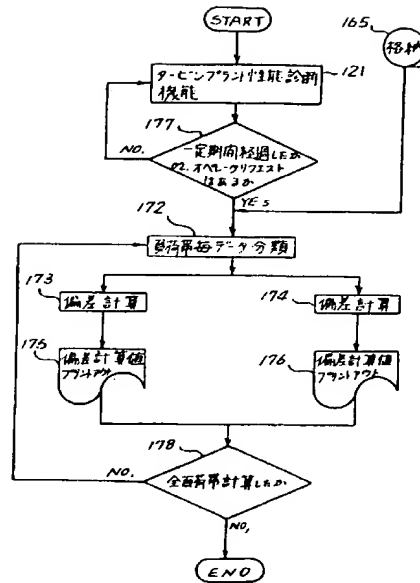 START
165
格納
タービンプラント性能診断
機能
121
177
NO.
一定期間経過したか
or. オペレータリクエスト
はあるか
YES
172
負荷帯毎データ分類
173
偏差計算
174
偏差計算
175
偏差計算値
プリントアウト
176
偏差計算値
プリントアウト
178
NO.
全負荷帯計算したか
NO,
END